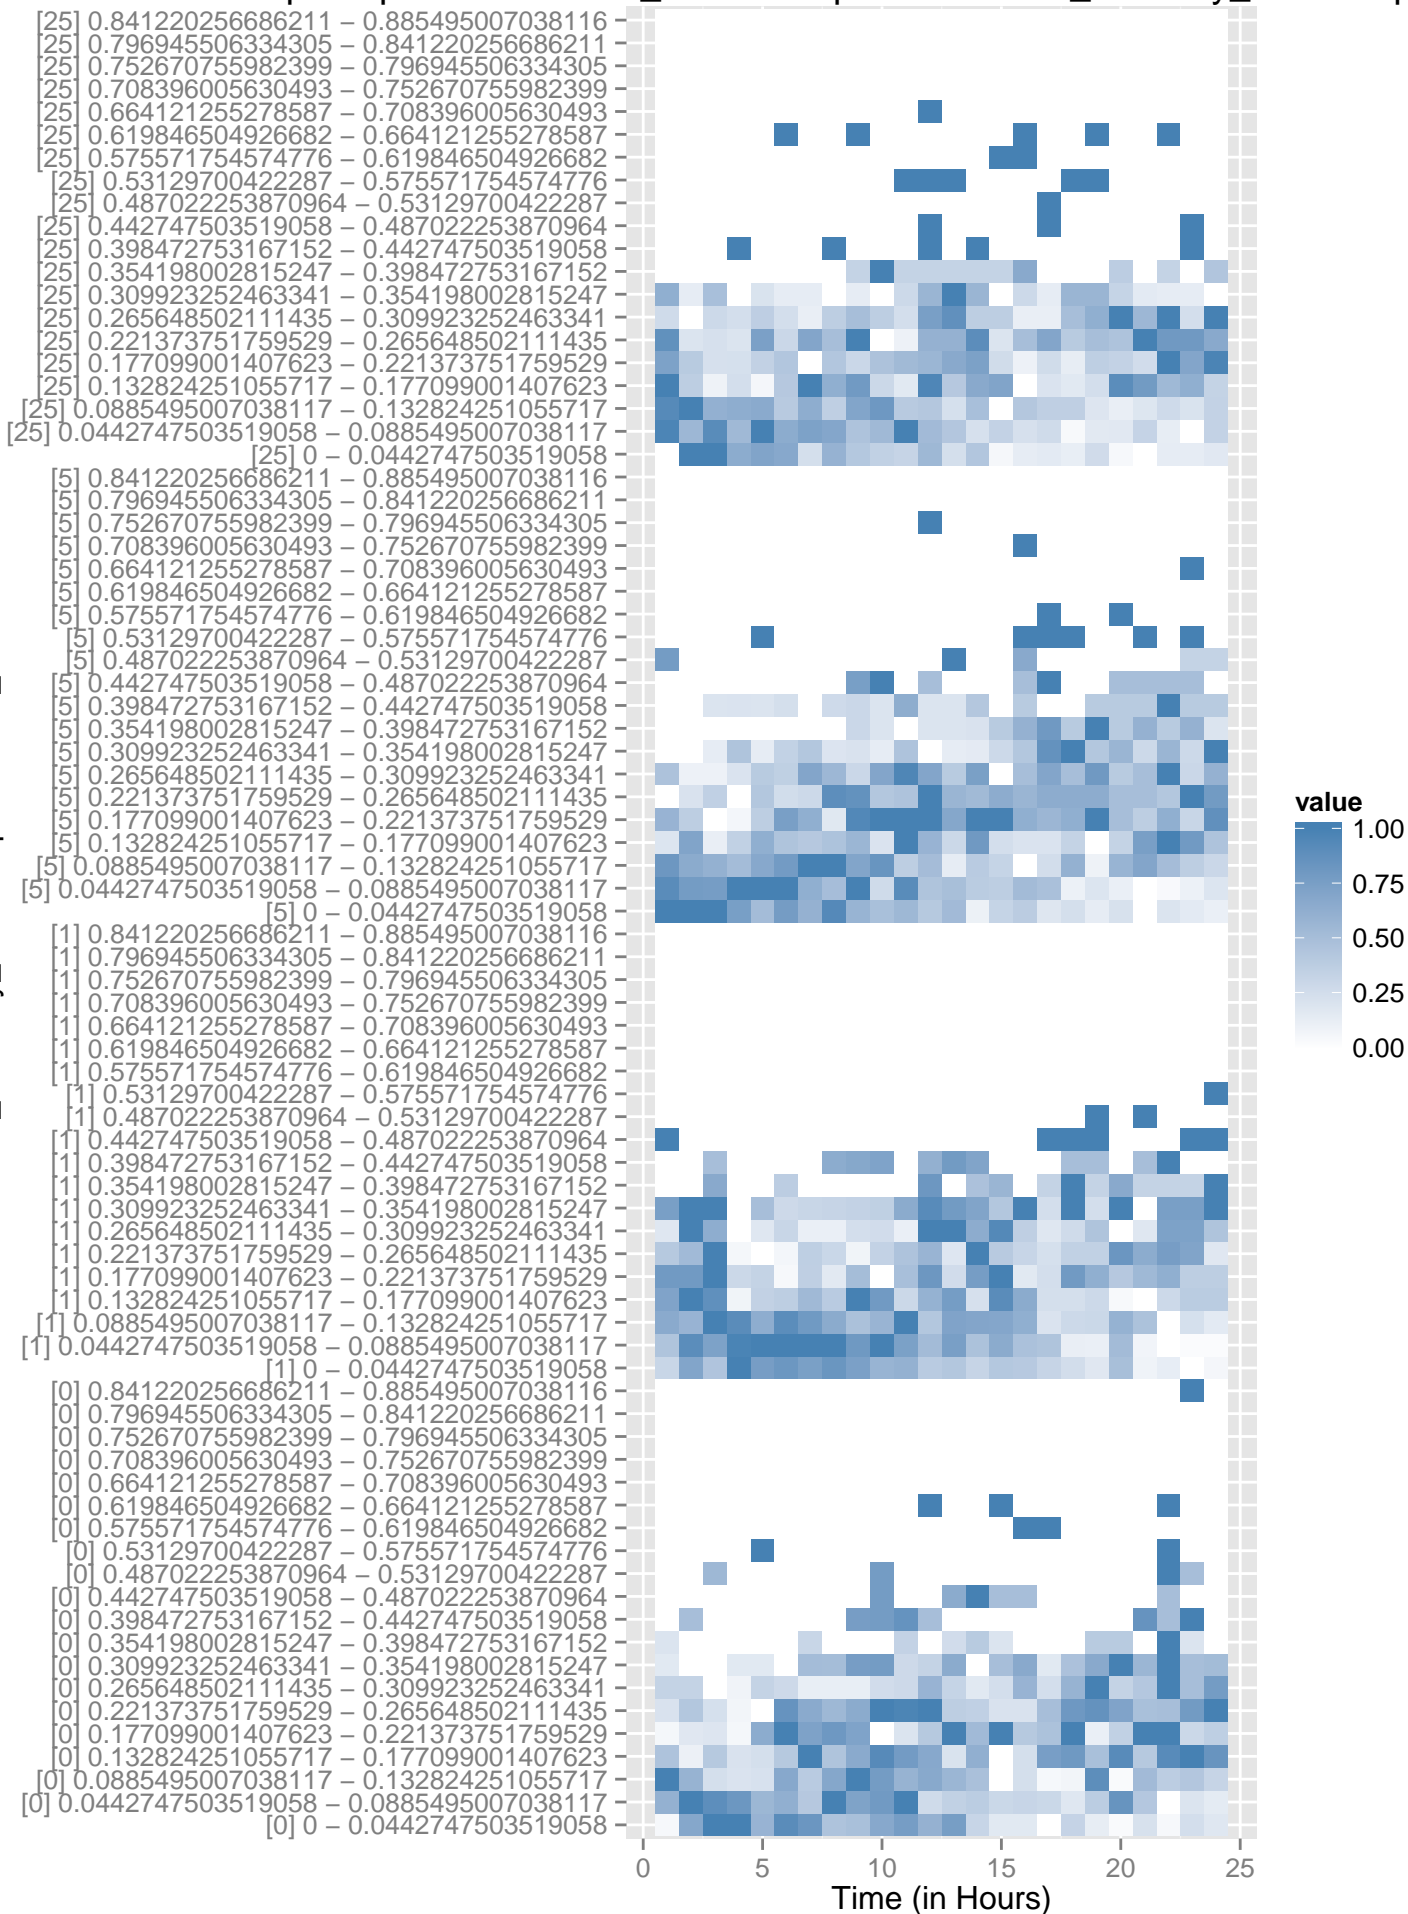 [25] 0.841220256686211 – 0.885495007038116
[25] 0.796945506334305 – 0.841220256686211
[25] 0.752670755982399 – 0.796945506334305
[25] 0.708396005630493 – 0.752670755982399
[25] 0.664121255278587 – 0.708396005630493
[25] 0.619846504926682 – 0.664121255278587
[25] 0.575571754574776 – 0.619846504926682
[25] 0.53129700422287 – 0.575571754574776
[25] 0.487022253870964 – 0.53129700422287
[25] 0.442747503519058 – 0.487022253870964
[25] 0.398472753167152 – 0.442747503519058
[25] 0.354198002815247 – 0.398472753167152
[25] 0.309923252463341 – 0.354198002815247
[25] 0.265648502111435 – 0.309923252463341
[25] 0.221373751759529 – 0.265648502111435
[25] 0.177099001407623 – 0.221373751759529
[25] 0.132824251055717 – 0.177099001407623
[25] 0.0885495007038117 – 0.132824251055717
[25] 0.0442747503519058 – 0.0885495007038117
[25] 0 – 0.0442747503519058
[5] 0.841220256686211 – 0.885495007038116
[5] 0.796945506334305 – 0.841220256686211
[5] 0.752670755982399 – 0.796945506334305
[5] 0.708396005630493 – 0.752670755982399
[5] 0.664121255278587 – 0.708396005630493
[5] 0.619846504926682 – 0.664121255278587
[5] 0.575571754574776 – 0.619846504926682
[5] 0.53129700422287 – 0.575571754574776
[5] 0.487022253870964 – 0.53129700422287
[5] 0.442747503519058 – 0.487022253870964
[5] 0.398472753167152 – 0.442747503519058
[5] 0.354198002815247 – 0.398472753167152
[5] 0.309923252463341 – 0.354198002815247
[5] 0.265648502111435 – 0.309923252463341
[5] 0.221373751759529 – 0.265648502111435
[5] 0.177099001407623 – 0.221373751759529
[5] 0.132824251055717 – 0.177099001407623
[5] 0.0885495007038117 – 0.132824251055717
[5] 0.0442747503519058 – 0.0885495007038117
[5] 0 – 0.0442747503519058
[1] 0.841220256686211 – 0.885495007038116
[1] 0.796945506334305 – 0.841220256686211
[1] 0.752670755982399 – 0.796945506334305
[1] 0.708396005630493 – 0.752670755982399
[1] 0.664121255278587 – 0.708396005630493
[1] 0.619846504926682 – 0.664121255278587
[1] 0.575571754574776 – 0.619846504926682
[1] 0.53129700422287 – 0.575571754574776
[1] 0.487022253870964 – 0.53129700422287
[1] 0.442747503519058 – 0.487022253870964
[1] 0.398472753167152 – 0.442747503519058
[1] 0.354198002815247 – 0.398472753167152
[1] 0.309923252463341 – 0.354198002815247
[1] 0.265648502111435 – 0.309923252463341
[1] 0.221373751759529 – 0.265648502111435
[1] 0.177099001407623 – 0.221373751759529
[1] 0.132824251055717 – 0.177099001407623
[1] 0.0885495007038117 – 0.132824251055717
[1] 0.0442747503519058 – 0.0885495007038117
[1] 0 – 0.0442747503519058
[0] 0.841220256686211 – 0.885495007038116
[0] 0.796945506334305 – 0.841220256686211
[0] 0.752670755982399 – 0.796945506334305
[0] 0.708396005630493 – 0.752670755982399
[0] 0.664121255278587 – 0.708396005630493
[0] 0.619846504926682 – 0.664121255278587
[0] 0.575571754574776 – 0.619846504926682
[0] 0.53129700422287 – 0.575571754574776
[0] 0.487022253870964 – 0.53129700422287
[0] 0.442747503519058 – 0.487022253870964
[0] 0.398472753167152 – 0.442747503519058
[0] 0.354198002815247 – 0.398472753167152
[0] 0.309923252463341 – 0.354198002815247
[0] 0.265648502111435 – 0.309923252463341
[0] 0.221373751759529 – 0.265648502111435
[0] 0.177099001407623 – 0.221373751759529
[0] 0.132824251055717 – 0.177099001407623
[0] 0.0885495007038117 – 0.132824251055717
[0] 0.0442747503519058 – 0.0885495007038117
[0] 0 – 0.0442747503519058
0 5 10 15 20 25
Time (in Hours)
value
1.00
0.75
0.50
0.25
0.00